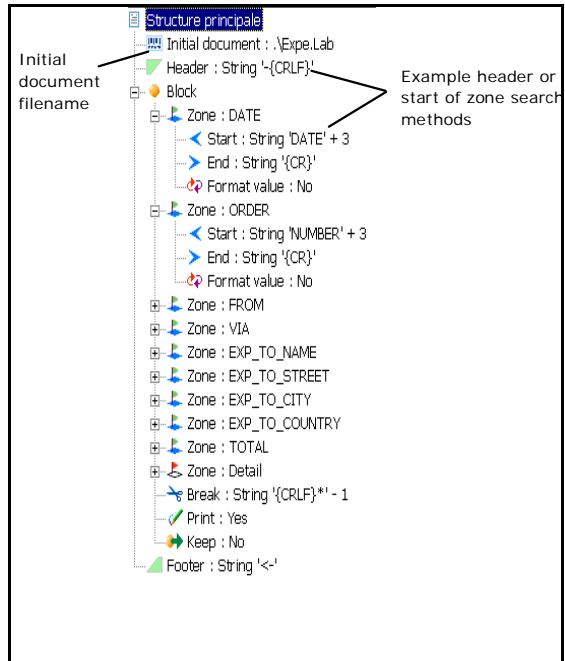 Structure principale
Initial document : .\Expe.Lab
Header : String '-{CRLF}'
Block
Zone : DATE
Start : String 'DATE' + 3
End : String '{CR}'
Format value : No
Zone : ORDER
Start : String 'NUMBER' + 3
End : String '{CR}'
Format value : No
Zone : FROM
Zone : VIA
Zone : EXP_TO_NAME
Zone : EXP_TO_STREET
Zone : EXP_TO_CITY
Zone : EXP_TO_COUNTRY
Zone : TOTAL
Zone : Detail
Break : String '{CRLF}*' - 1
Print : Yes
Keep : No
Footer : String '<-'
Initial
document
filename
Example header or
start of zone search
methods